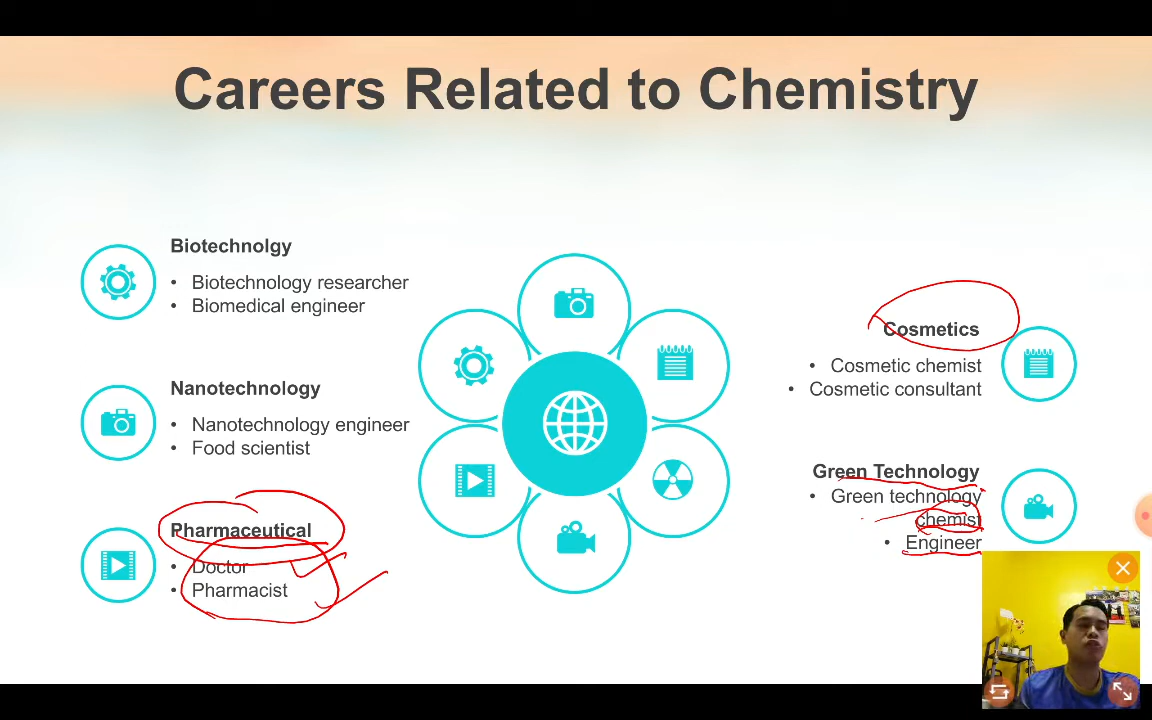 Careers Related to Chemistry
Biotechnolgy
• Biotechnology researcher
• Biomedical engineer
Nanotechnology
• Nanotechnology engineer
• Food scientist
Pharmaceutical
• Doctor
• Pharmacist
Cosmetics
• Cosmetic chemist
• Cosmetic consultant
Green Technology
• Green technology
chemist
• Engineer